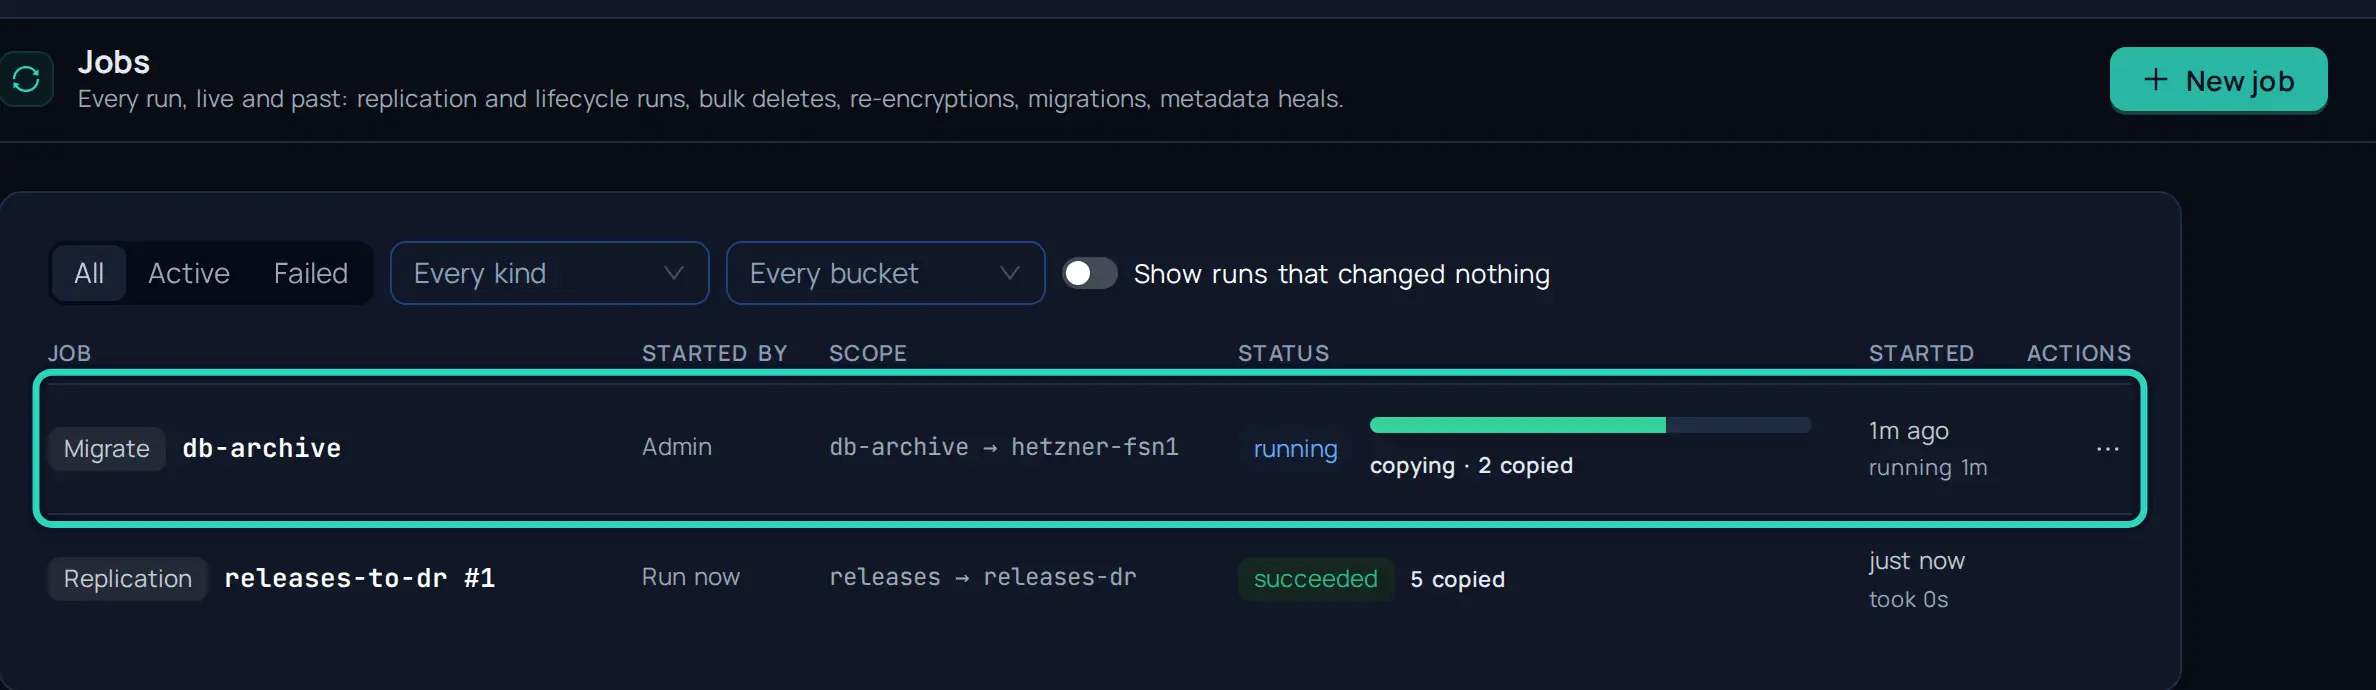 Jobs
Every run, live and past: replication and lifecycle runs, bulk deletes, re-encryptions, migrations, metadata heals.
+ New job
All Active Failed Every kind Every bucket Show runs that changed nothing
JOB STARTED BY SCOPE STATUS STARTED ACTIONS
Migrate db-archive Admin db-archive → hetzner-fsn1 running copying · 2 copied 1m ago ...
running 1m
Replication releases-to-dr #1 Run now releases → releases-dr succeeded 5 copied just now
took 0s